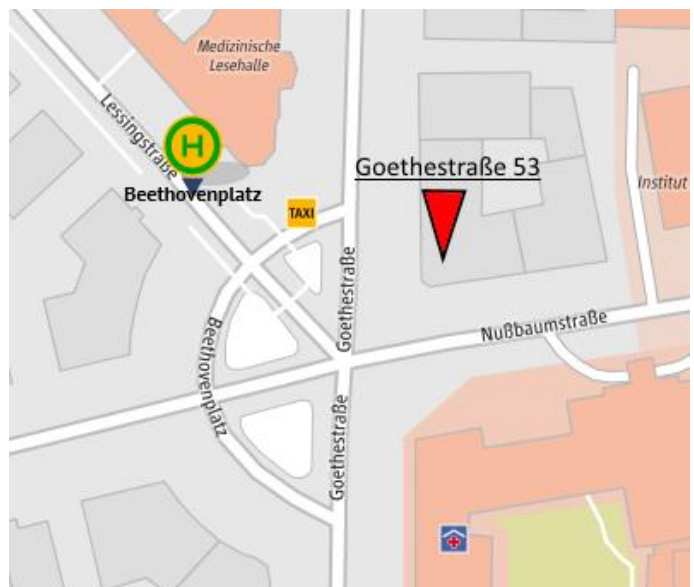 Medizinische
Lesehalle
Lessingstraße
H
Beethovenplatz
TAXI
Goethestraße 53
Institut
Goethestraße
Nußbaumstraße
Beethovenplatz
Goethestraße